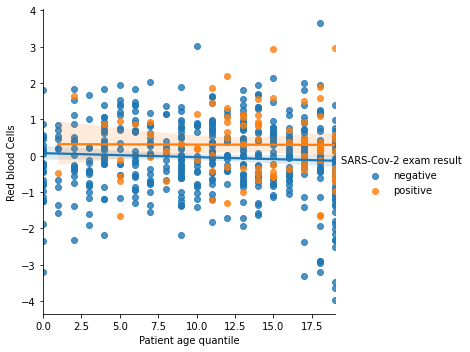 4
3
2
1
0
−1
−2
−3
−4
Red blood Cells
0.0 2.5 5.0 7.5 10.0 12.5 15.0 17.5
Patient age quantile
SARS-Cov-2 exam result
negative
positive